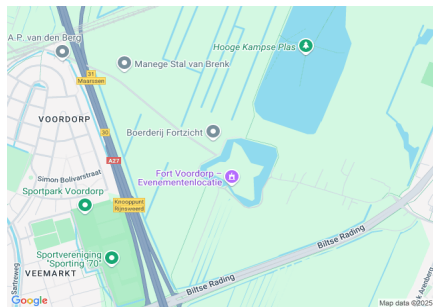 A.P. van den Berg
Hooge Kampse Plas
Manege Stal van Brenk
31
Maarssen
VOORDORP
30
Boerderij Fortzicht
A27
Simon Bolivarstraat
Fort Voordorp –
Evenementenlocatie
Sportpark Voordorp
Knooppunt
Rijnsweerd
Biltse Rading
Sportvereniging
"Sporting '70"
VEEMARKT
Sartreweg
Biltse Rading
k Arenberg
Google
Map data ©2025